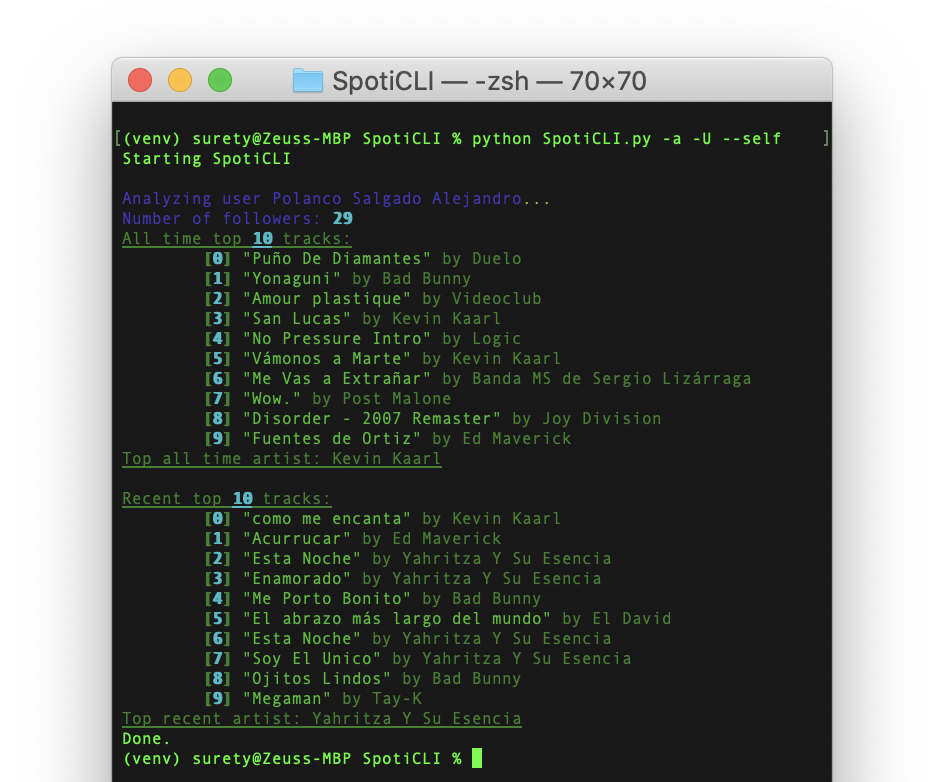 SpotiCLI — -zsh — 70×70
[(venv) surety@Zeuss-MBP SpotiCLI % python SpotiCLI.py -a -U --self ]
Starting SpotiCLI
Analyzing user Polanco Salgado Alejandro...
Number of followers: 29
All time top 10 tracks:
[0] "Puño De Diamantes" by Duelo
[1] "Yonaguni" by Bad Bunny
[2] "Amour plastique" by Videoclub
[3] "San Lucas" by Kevin Kaarl
[4] "No Pressure Intro" by Logic
[5] "Vámonos a Marte" by Kevin Kaarl
[6] "Me Vas a Extrañar" by Banda MS de Sergio Lizárraga
[7] "Wow." by Post Malone
[8] "Disorder - 2007 Remaster" by Joy Division
[9] "Fuentes de Ortiz" by Ed Maverick
Top all time artist: Kevin Kaarl
Recent top 10 tracks:
[0] "como me encanta" by Kevin Kaarl
[1] "Acurrucar" by Ed Maverick
[2] "Esta Noche" by Yahritza Y Su Esencia
[3] "Enamorado" by Yahritza Y Su Esencia
[4] "Me Porto Bonito" by Bad Bunny
[5] "El abrazo más largo del mundo" by El David
[6] "Esta Noche" by Yahritza Y Su Esencia
[7] "Soy El Unico" by Yahritza Y Su Esencia
[8] "Ojitos Lindos" by Bad Bunny
[9] "Megaman" by Tay-K
Top recent artist: Yahritza Y Su Esencia
Done.
(venv) surety@Zeuss-MBP SpotiCLI %